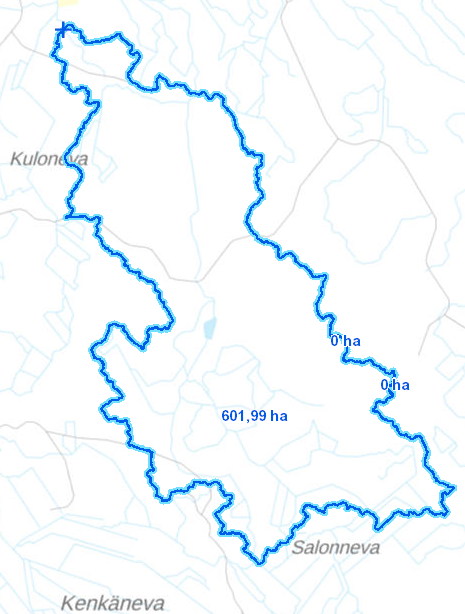 Kuloneva
0 ha
0 ha
601,99 ha
Salonneva
Kenkäneva